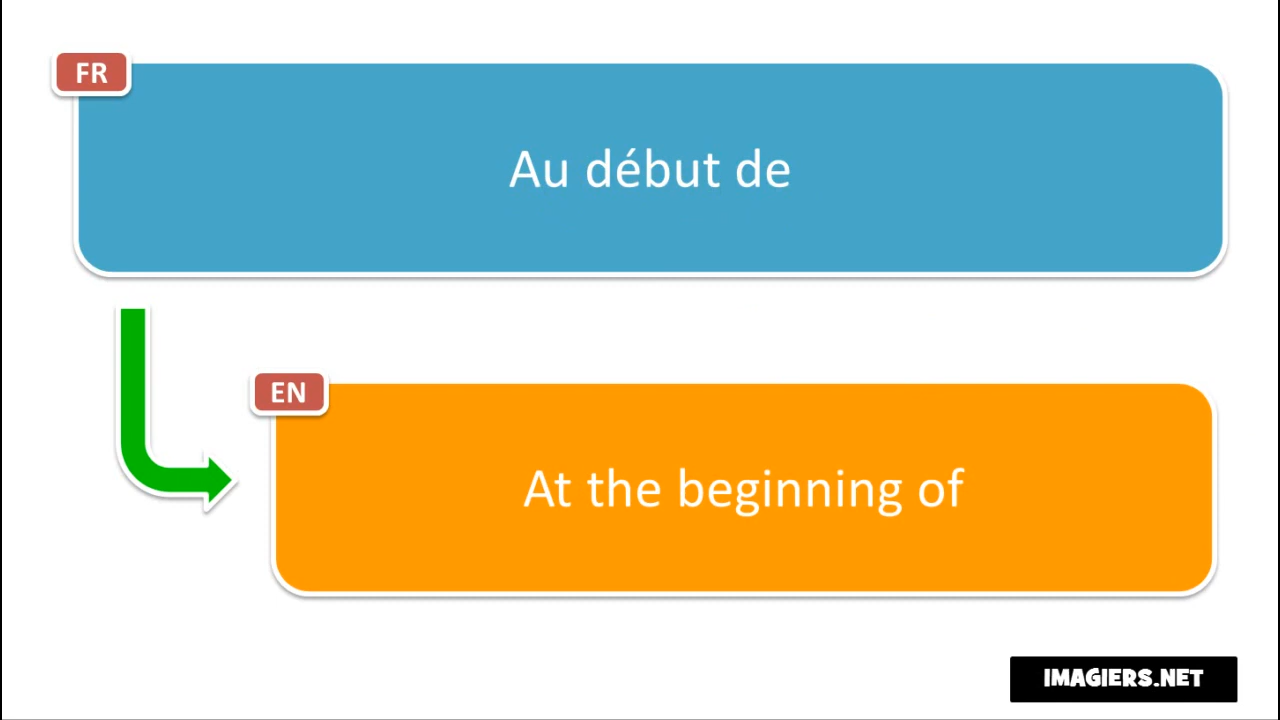 FR
Au début de
EN
At the beginning of
IMAGIERS.NET